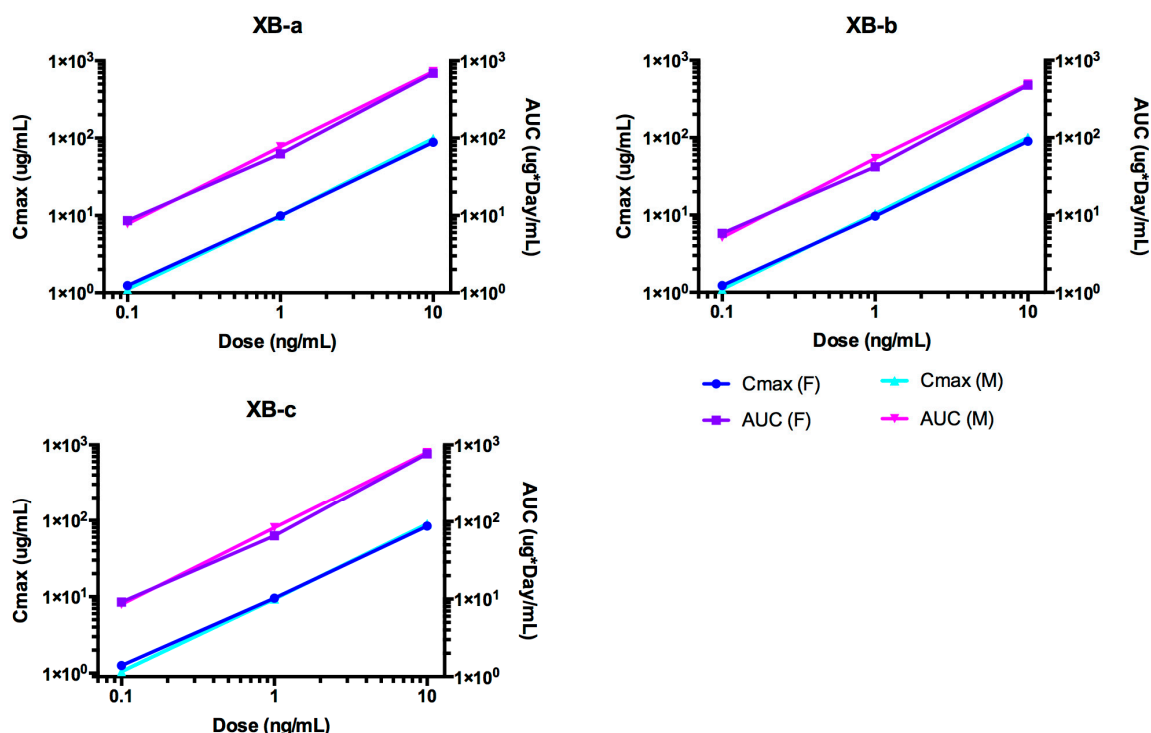 XB-a
1×10³
1×10²
1×10¹
1×10⁰
Cmax (ug/mL)
1×10³
1×10²
1×10¹
1×10⁰
AUC (ug*Day/mL)
0.1
1
10
Dose (ng/mL)
XB-b
1×10³
1×10²
1×10¹
1×10⁰
Cmax (ug/mL)
1×10³
1×10²
1×10¹
1×10⁰
AUC (ug*Day/mL)
0.1
1
10
Dose (ng/mL)
Cmax (F)
Cmax (M)
AUC (F)
AUC (M)
XB-c
1×10³
1×10²
1×10¹
1×10⁰
Cmax (ug/mL)
1×10³
1×10²
1×10¹
1×10⁰
AUC (ug*Day/mL)
0.1
1
10
Dose (ng/mL)